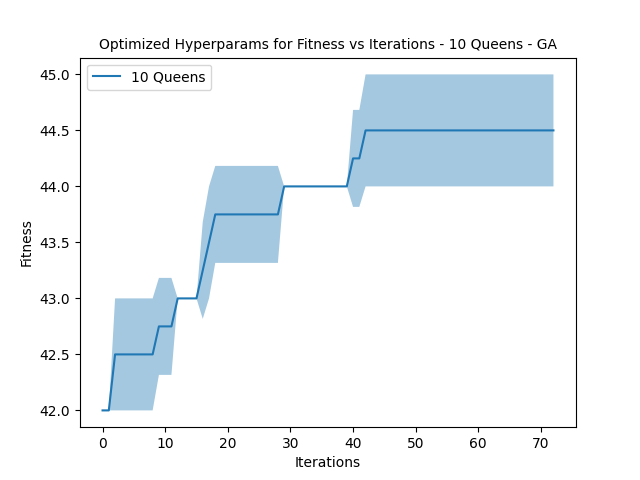 Optimized Hyperparams for Fitness vs Iterations - 10 Queens - GA
10 Queens
45.0
44.5
44.0
43.5
43.0
42.5
42.0
Fitness
0 10 20 30 40 50 60 70
Iterations